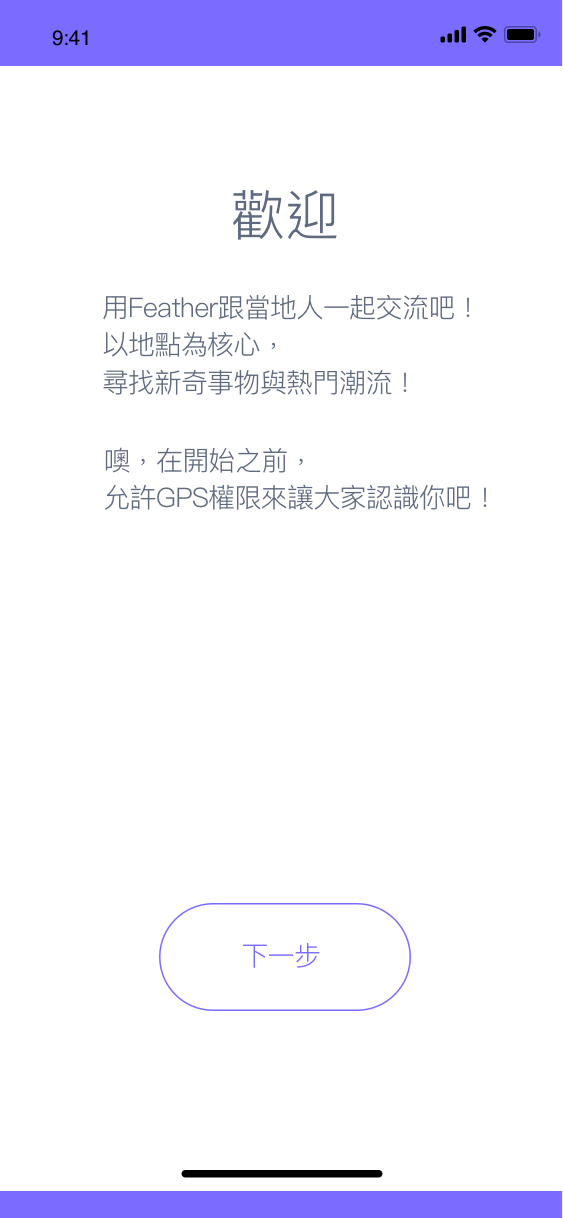 9:41
歡迎
用Feather跟當地人一起交流吧！
以地點為核心，
尋找新奇事物與熱門潮流！
噢，在開始之前，
允許GPS權限來讓大家認識你吧！
下一步